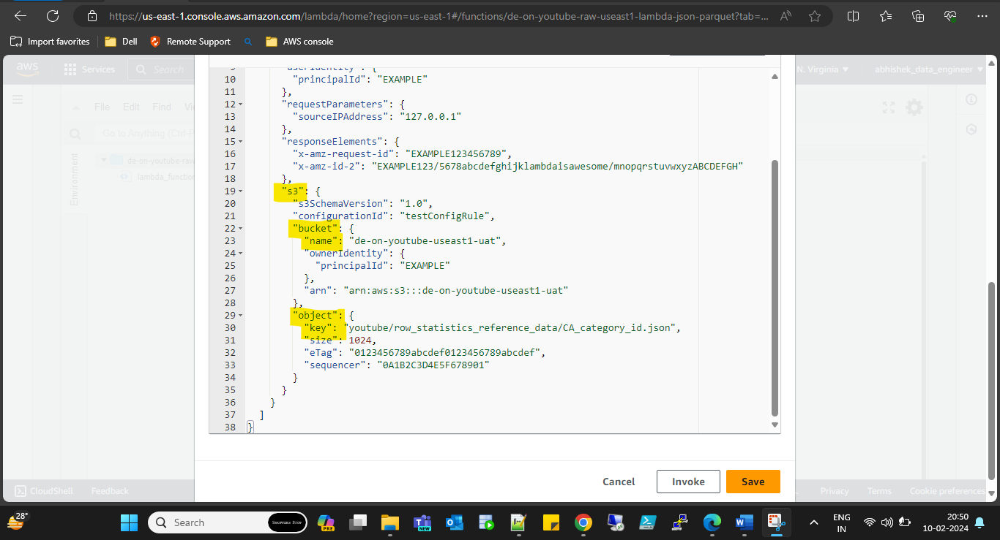 https://us-east-1.console.aws.amazon.com/lambda/home?region=us-east-1#/functions/de-on-youtube-raw-useast1-lambda-json-parquet?tab=...
Import favorites Dell Remote Support AWS console
aws Services Search N. Virginia abhishek_data_engineer
File Edit Find
Go to Anything (Ctrl-P
Environment
de-on-youtube-raw
lambda_function
9 "userIdentity": {
10 "principalId": "EXAMPLE"
11 },
12 "requestParameters": {
13 "sourceIPAddress": "127.0.0.1"
14 },
15 "responseElements": {
16 "x-amz-request-id": "EXAMPLE123456789",
17 "x-amz-id-2": "EXAMPLE123/5678abcdefghijklambdaisawesome/mnopqrstuvwxyzABCDEFGH"
18 },
19 "s3": {
20 "s3SchemaVersion": "1.0",
21 "configurationId": "testConfigRule",
22 "bucket": {
23 "name": "de-on-youtube-useast1-uat",
24 "ownerIdentity": {
25 "principalId": "EXAMPLE"
26 },
27 "arn": "arn:aws:s3:::de-on-youtube-useast1-uat"
28 },
29 "object": {
30 "key": "youtube/row_statistics_reference_data/CA_category_id.json",
31 "size": 1024,
32 "eTag": "0123456789abcdef0123456789abcdef",
33 "sequencer": "0A1B2C3D4E5F678901"
34 }
35 }
36 }
37 ]
38 }
Cancel Invoke Save
CloudShell Feedback Privacy Terms Cookie preferences
28° Search Shoppers Stop PRE NEW ENG 20:50
IN 10-02-2024